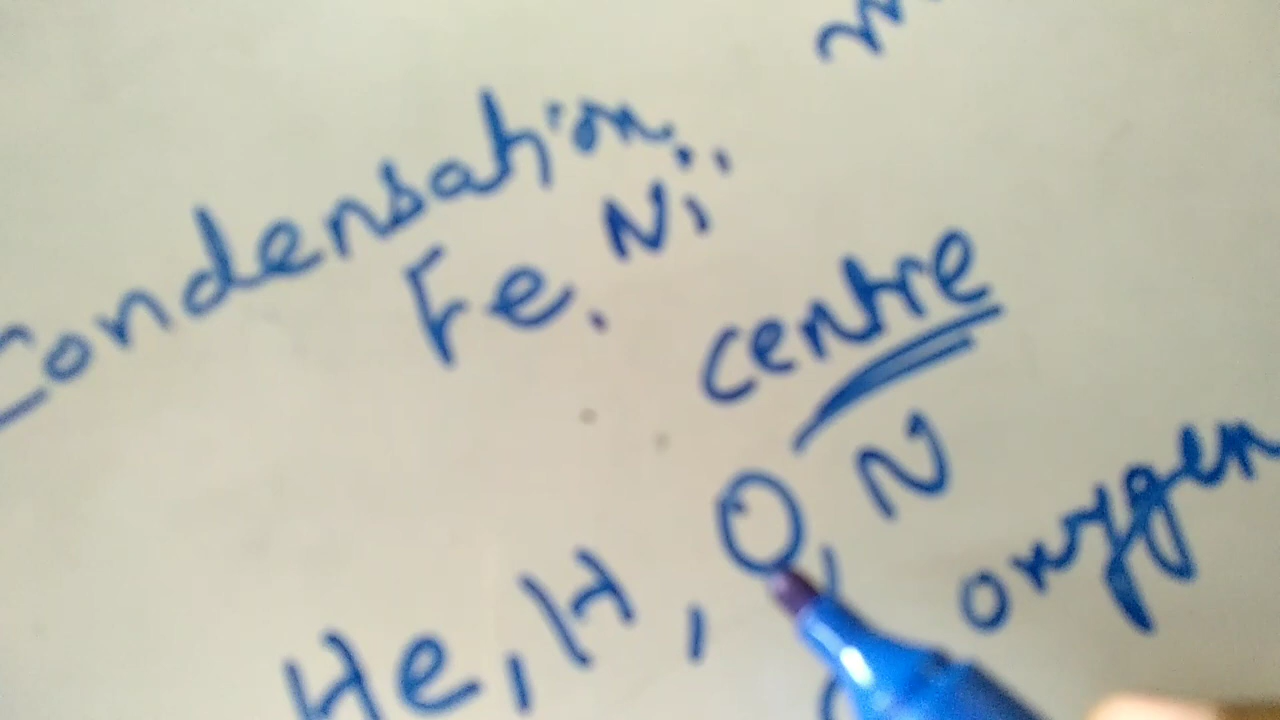 Condensation
Fe. Ni
centre
He, H, O, N
oxygen